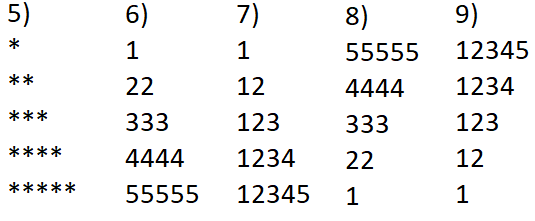 5) 6) 7) 8) 9)
* 1 1 55555 12345
** 22 12 4444 1234
*** 333 123 333 123
**** 4444 1234 22 12
***** 55555 12345 1 1